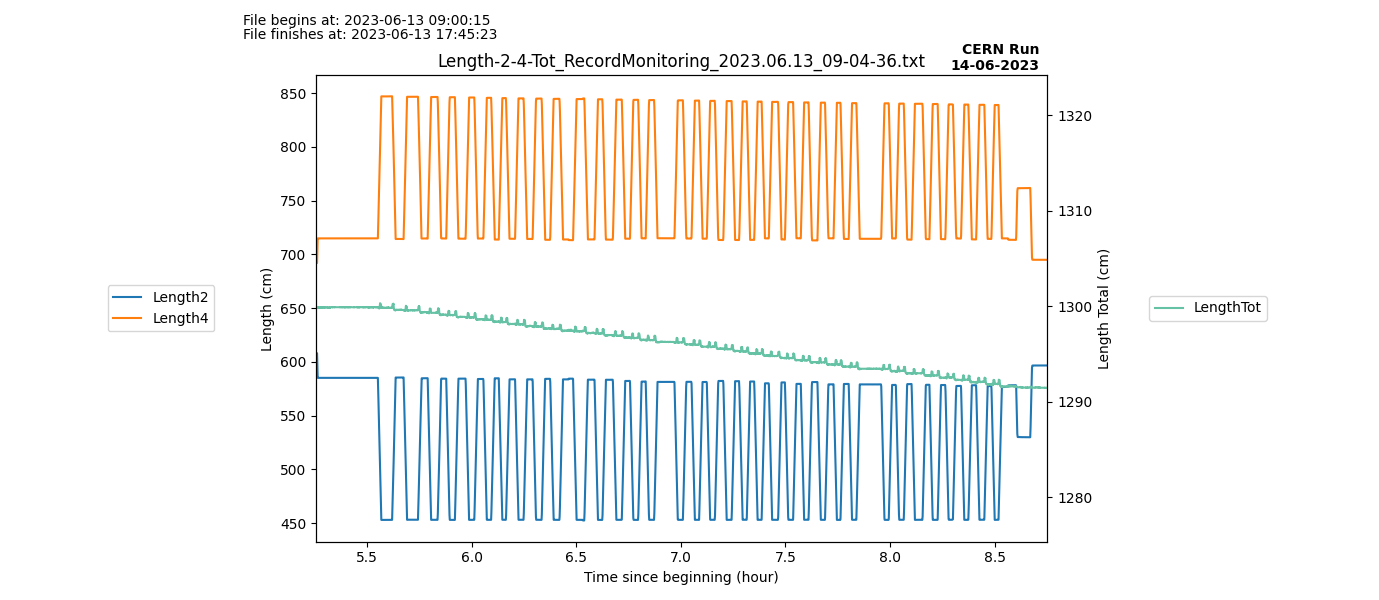 File begins at: 2023-06-13 09:00:15
File finishes at: 2023-06-13 17:45:23
CERN Run
14-06-2023
Length-2-4-Tot_RecordMonitoring_2023.06.13_09-04-36.txt
850
800
750
700
650
600
550
500
450
Length (cm)
1320
1310
1300
1290
1280
Length Total (cm)
Length2
Length4
LengthTot
5.5 6.0 6.5 7.0 7.5 8.0 8.5
Time since beginning (hour)